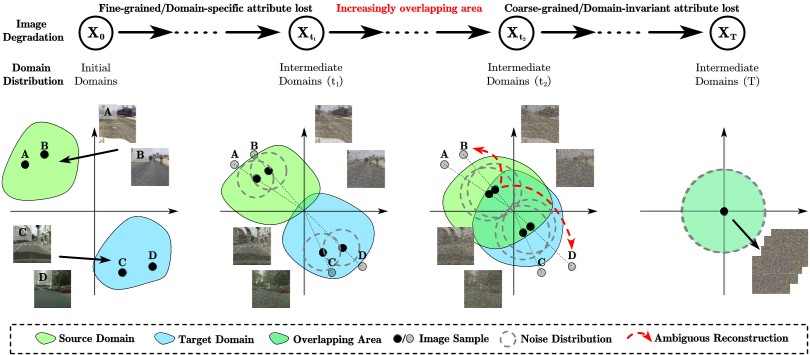 Fine-grained/Domain-specific attribute lost
Increasingly overlapping area
Coarse-grained/Domain-invariant attribute lost
Image
Degradation
X0
Xt1
Xt2
XT
Domain
Distribution
Initial
Domains
Intermediate
Domains (t1)
Intermediate
Domains (t2)
Intermediate
Domains (T)
A
B
A
B
C
D
C
D
A
B
C
D
A
B
C
D
Source Domain
Target Domain
Overlapping Area
/ Image Sample
Noise Distribution
Ambiguous Reconstruction